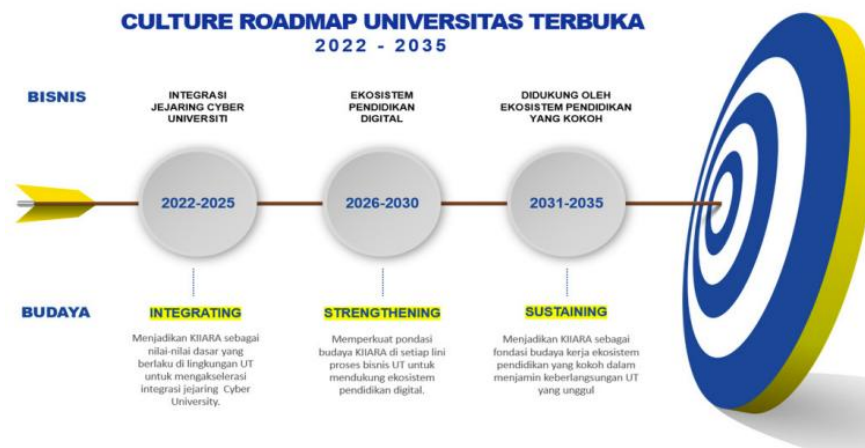 CULTURE ROADMAP UNIVERSITAS TERBUKA
2022 - 2035
BISNIS
INTEGRASI
JEJARING CYBER
UNIVERSITI
EKOSISTEM
PENDIDIKAN
DIGITAL
DIDUKUNG OLEH
EKOSISTEM PENDIDIKAN
YANG KOKOH
2022-2025
2026-2030
2031-2035
BUDAYA
INTEGRATING
Menjadikan KIIARA sebagai
nilai-nilai dasar yang
berlaku di lingkungan UT
untuk mengakselerasi
integrasi jejaring Cyber
University.
STRENGTHENING
Memperkuat pondasi
budaya KIIARA di setiap lini
proses bisnis UT untuk
mendukung ekosistem
pendidikan digital.
SUSTAINING
Menjadikan KIIARA sebagai
fondasi budaya kerja ekosistem
pendidikan yang kokoh dalam
menjamin keberlangsungan UT
yang unggul